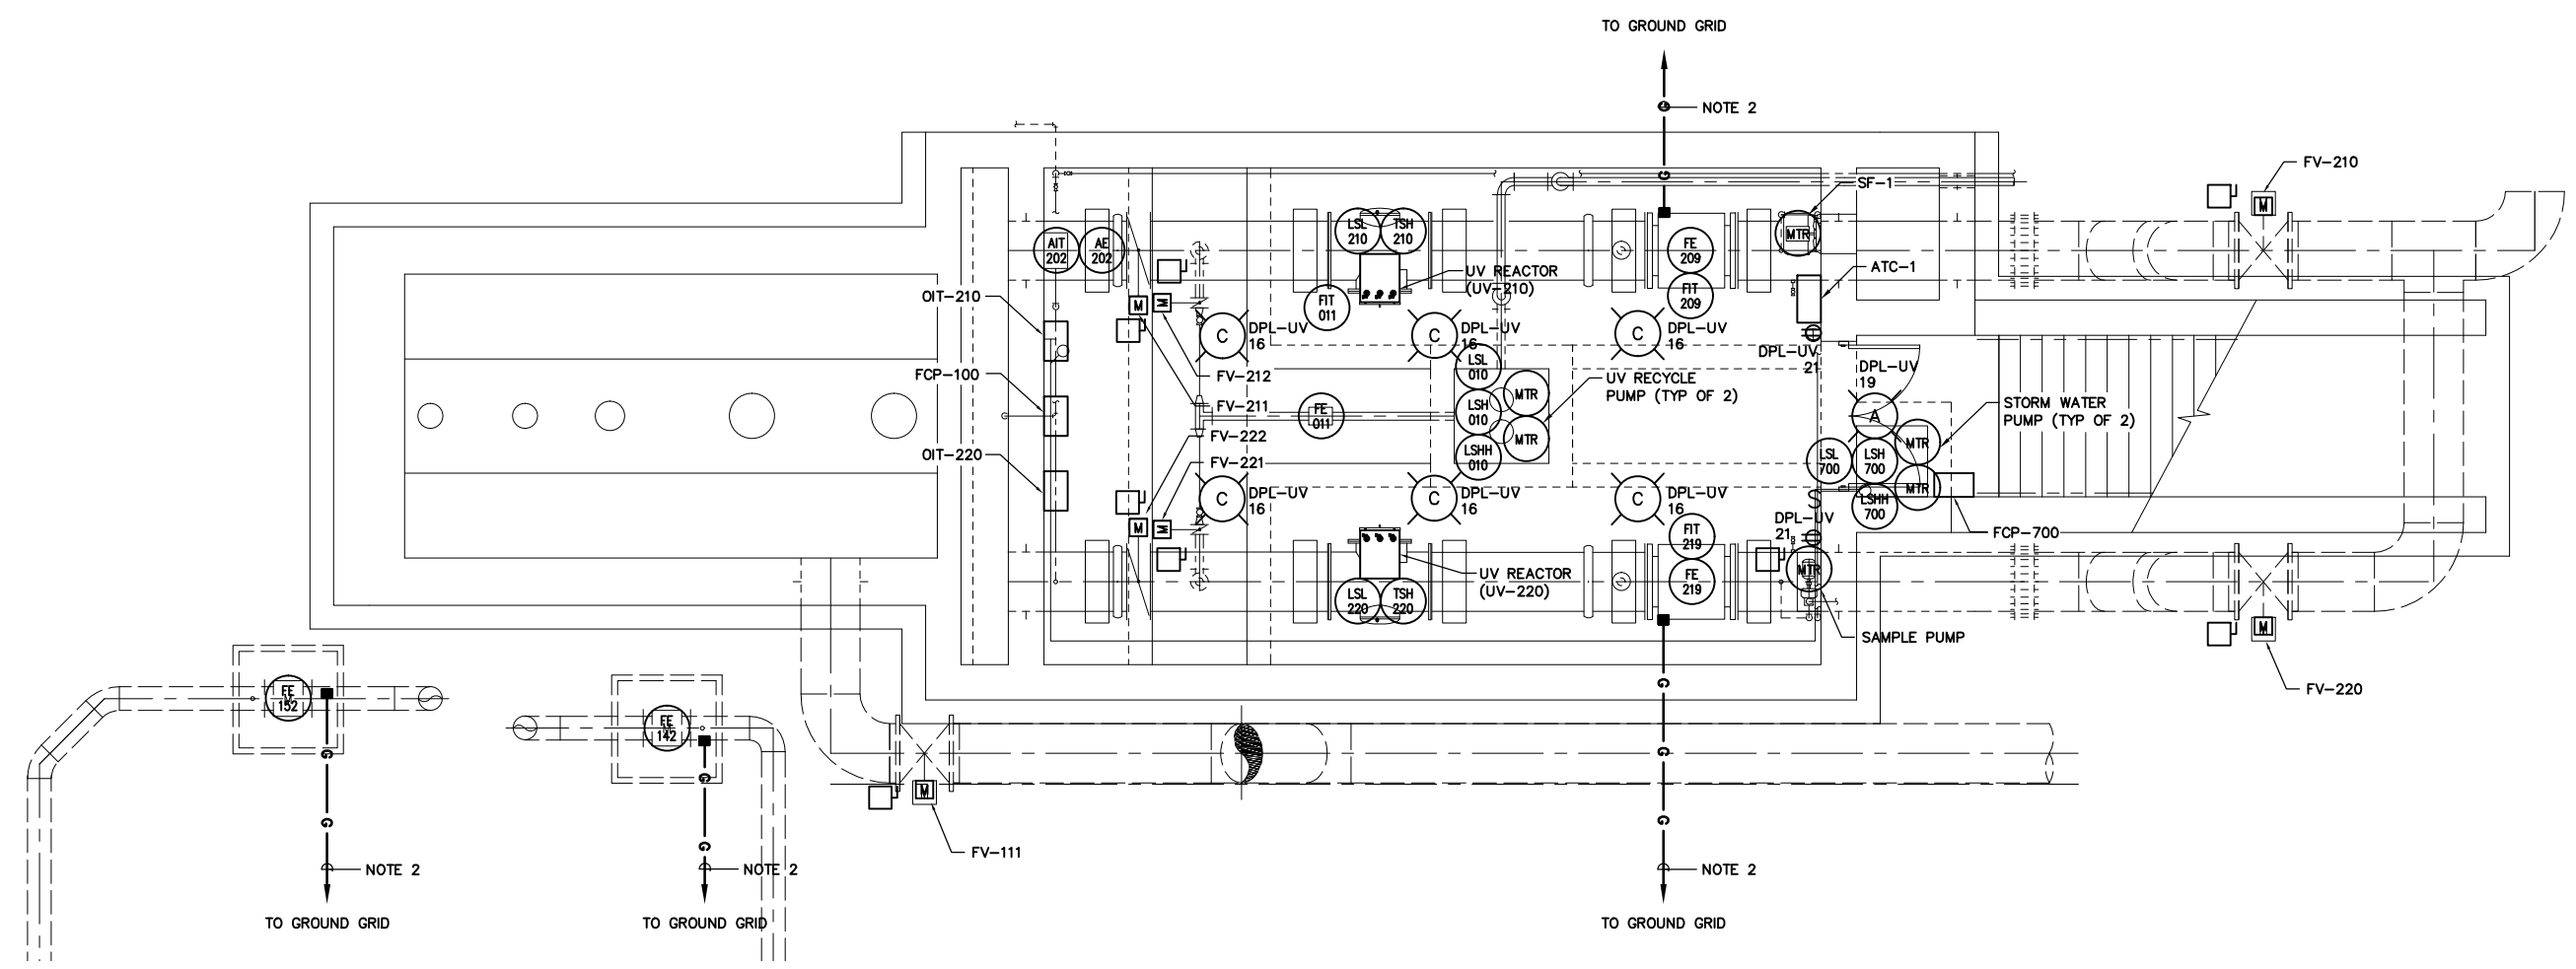 TO GROUND GRID
NOTE 2
G
G
SF-1
FV-210
M
MTR
AIT
202
AE
202
LSL
210
TSH
210
FE
209
FIT
209
FIT
011
UV REACTOR
(UV-210)
ATC-1
OIT-210
M
M
C
DPL-UV
16
C
DPL-UV
16
C
DPL-UV
16
DPL-UV
21
FCP-100
FV-212
FV-211
FV-222
FV-221
FE
011
LSL
010
LSH
010
LSHH
010
MTR
MTR
UV RECYCLE
PUMP (TYP OF 2)
DPL-UV
19
A
STORM WATER
PUMP (TYP OF 2)
MTR
MTR
LSL
700
LSH
700
LSHH
700
FCP-700
OIT-220
M
M
C
DPL-UV
16
C
DPL-UV
16
C
DPL-UV
16
S
DPL-UV
21
FIT
219
FE
219
UV REACTOR
(UV-220)
LSL
220
TSH
220
MTR
SAMPLE PUMP
M
FV-220
FE
M
152
FE
M
142
G
G
G
G
G
G
G
M
FV-111
NOTE 2
NOTE 2
NOTE 2
TO GROUND GRID
TO GROUND GRID
TO GROUND GRID